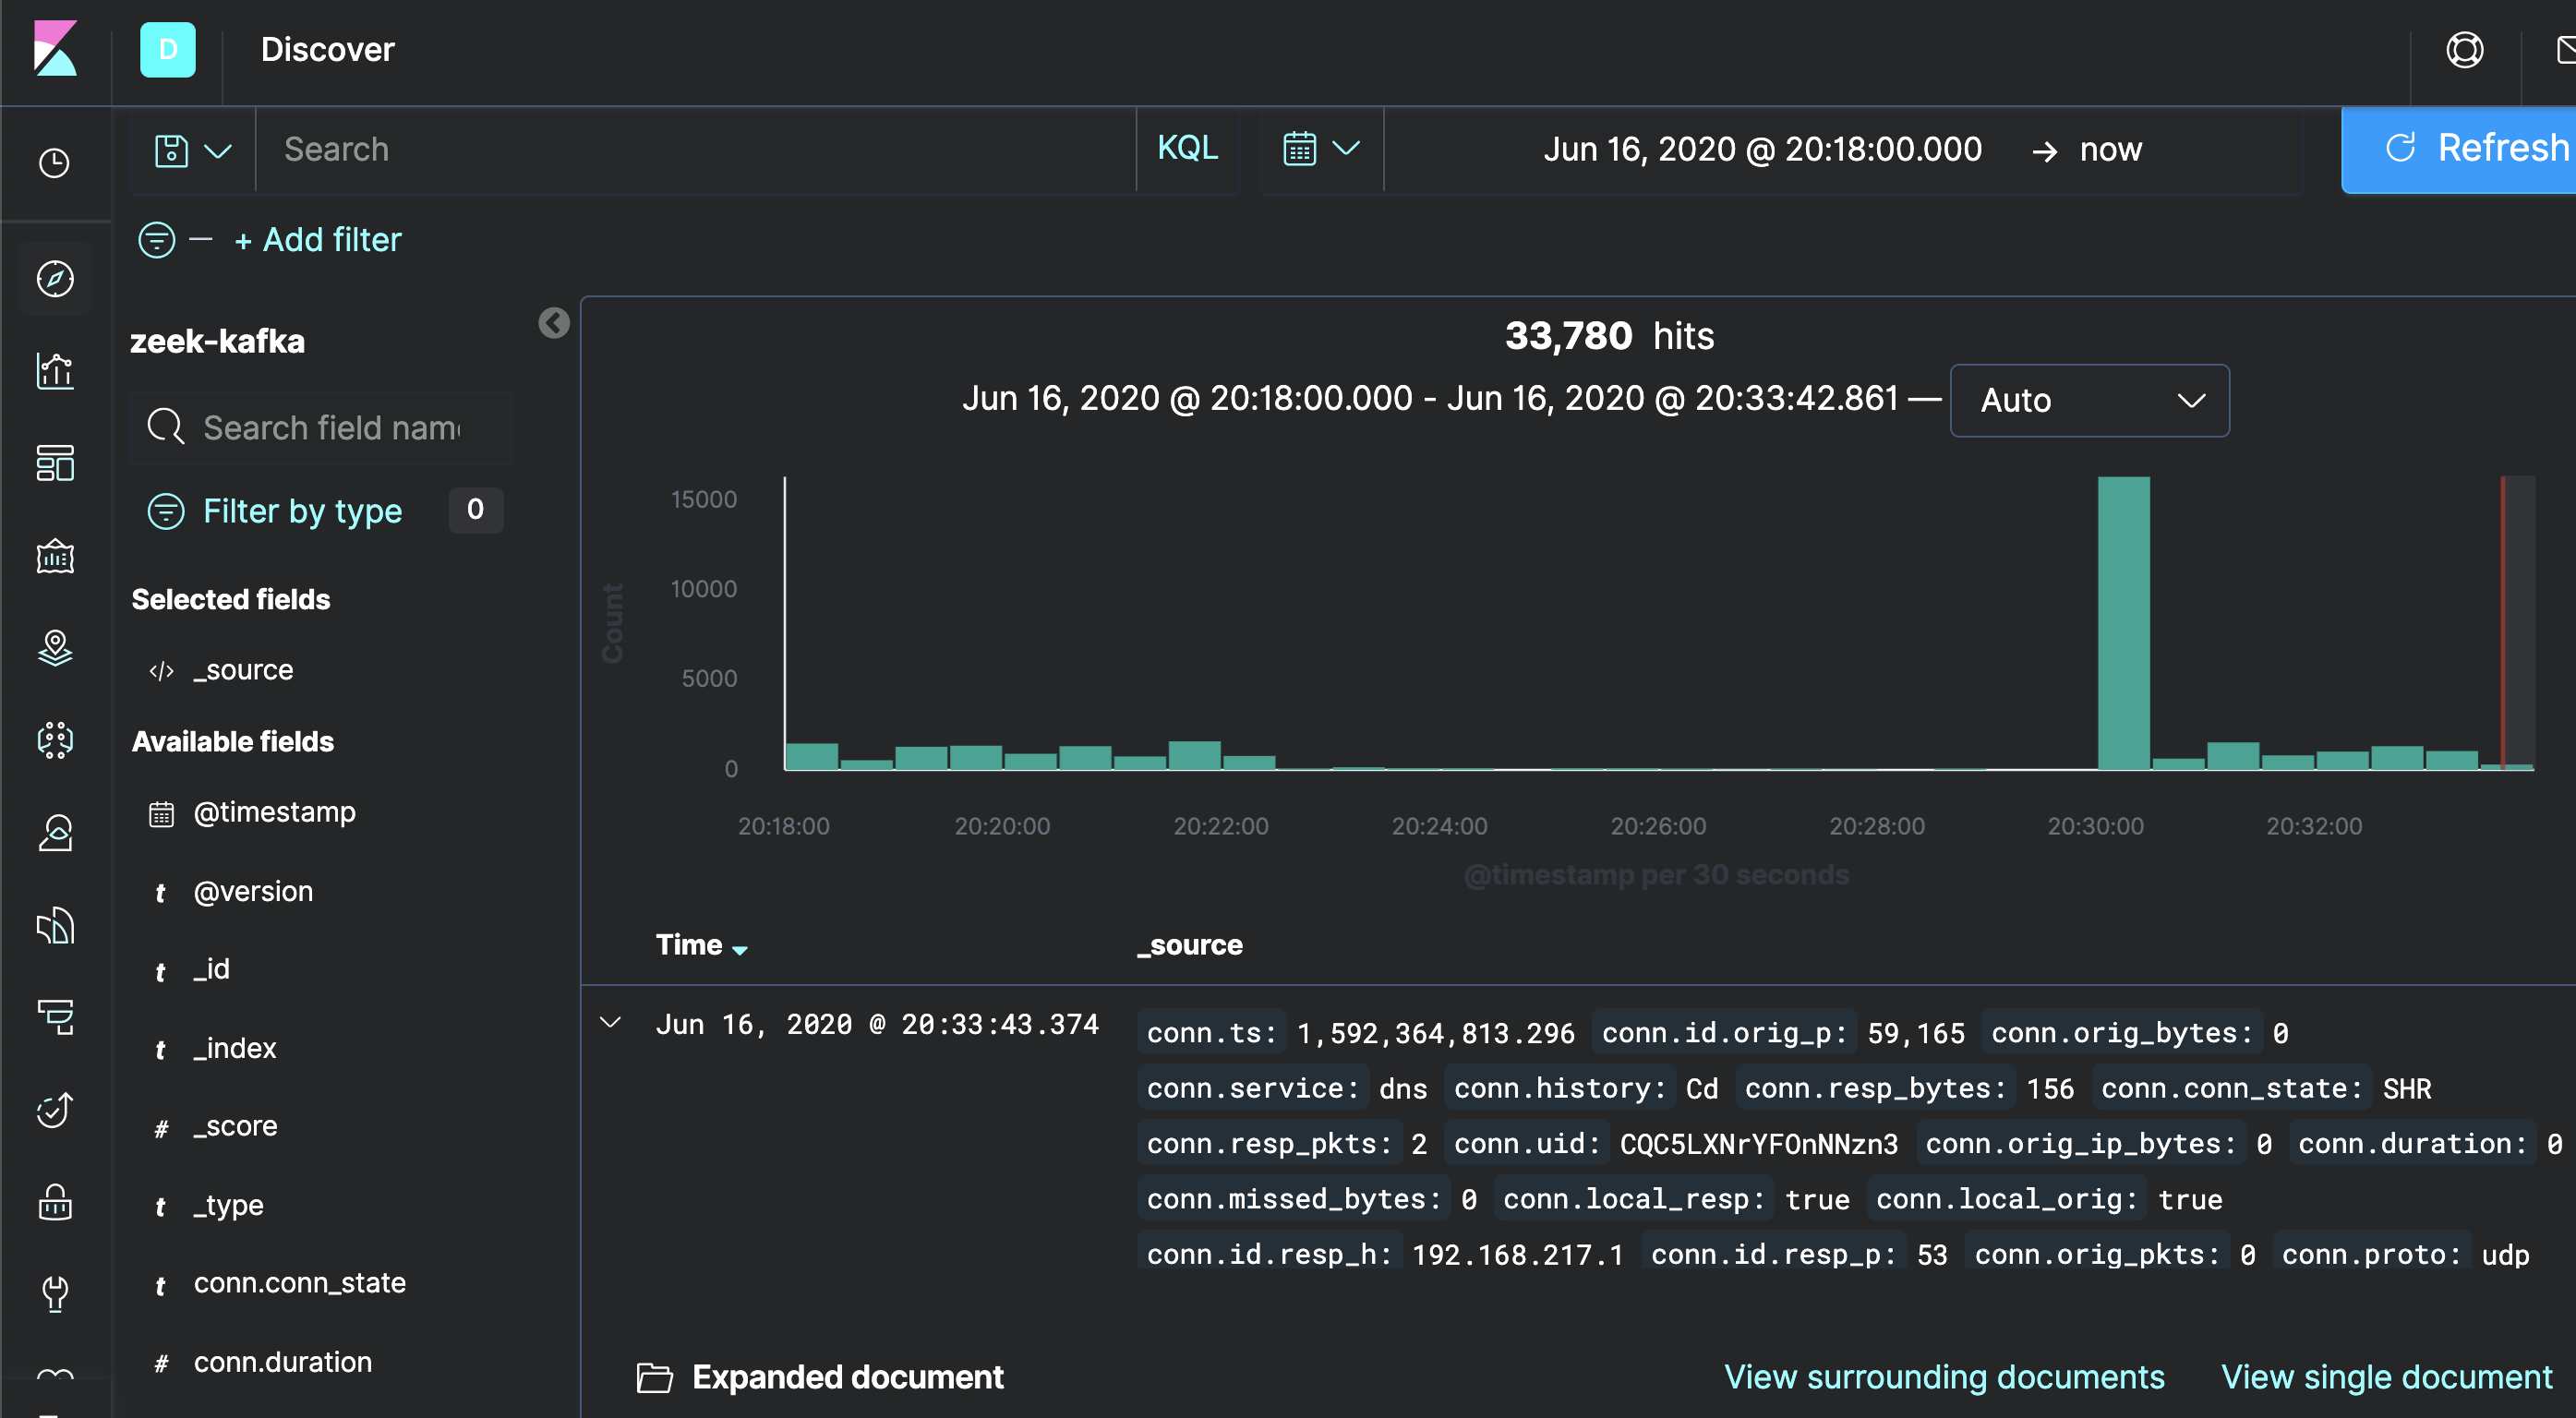 D Discover
Search KQL Jun 16, 2020 @ 20:18:00.000 → now Refresh
— + Add filter
zeek-kafka
Search field name
Filter by type 0
Selected fields
</> _source
Available fields
@timestamp
t @version
t _id
t _index
# _score
t _type
t conn.conn_state
# conn.duration
33,780 hits
Jun 16, 2020 @ 20:18:00.000 - Jun 16, 2020 @ 20:33:42.861 — Auto
Count
15000
10000
5000
0
20:18:00 20:20:00 20:22:00 20:24:00 20:26:00 20:28:00 20:30:00 20:32:00
@timestamp per 30 seconds
Time _source
Jun 16, 2020 @ 20:33:43.374 conn.ts: 1,592,364,813.296 conn.id.orig_p: 59,165 conn.orig_bytes: 0
conn.service: dns conn.history: Cd conn.resp_bytes: 156 conn.conn_state: SHR
conn.resp_pkts: 2 conn.uid: CQC5LXNrYFOnNNzn3 conn.orig_ip_bytes: 0 conn.duration: 0
conn.missed_bytes: 0 conn.local_resp: true conn.local_orig: true
conn.id.resp_h: 192.168.217.1 conn.id.resp_p: 53 conn.orig_pkts: 0 conn.proto: udp
Expanded document View surrounding documents View single document